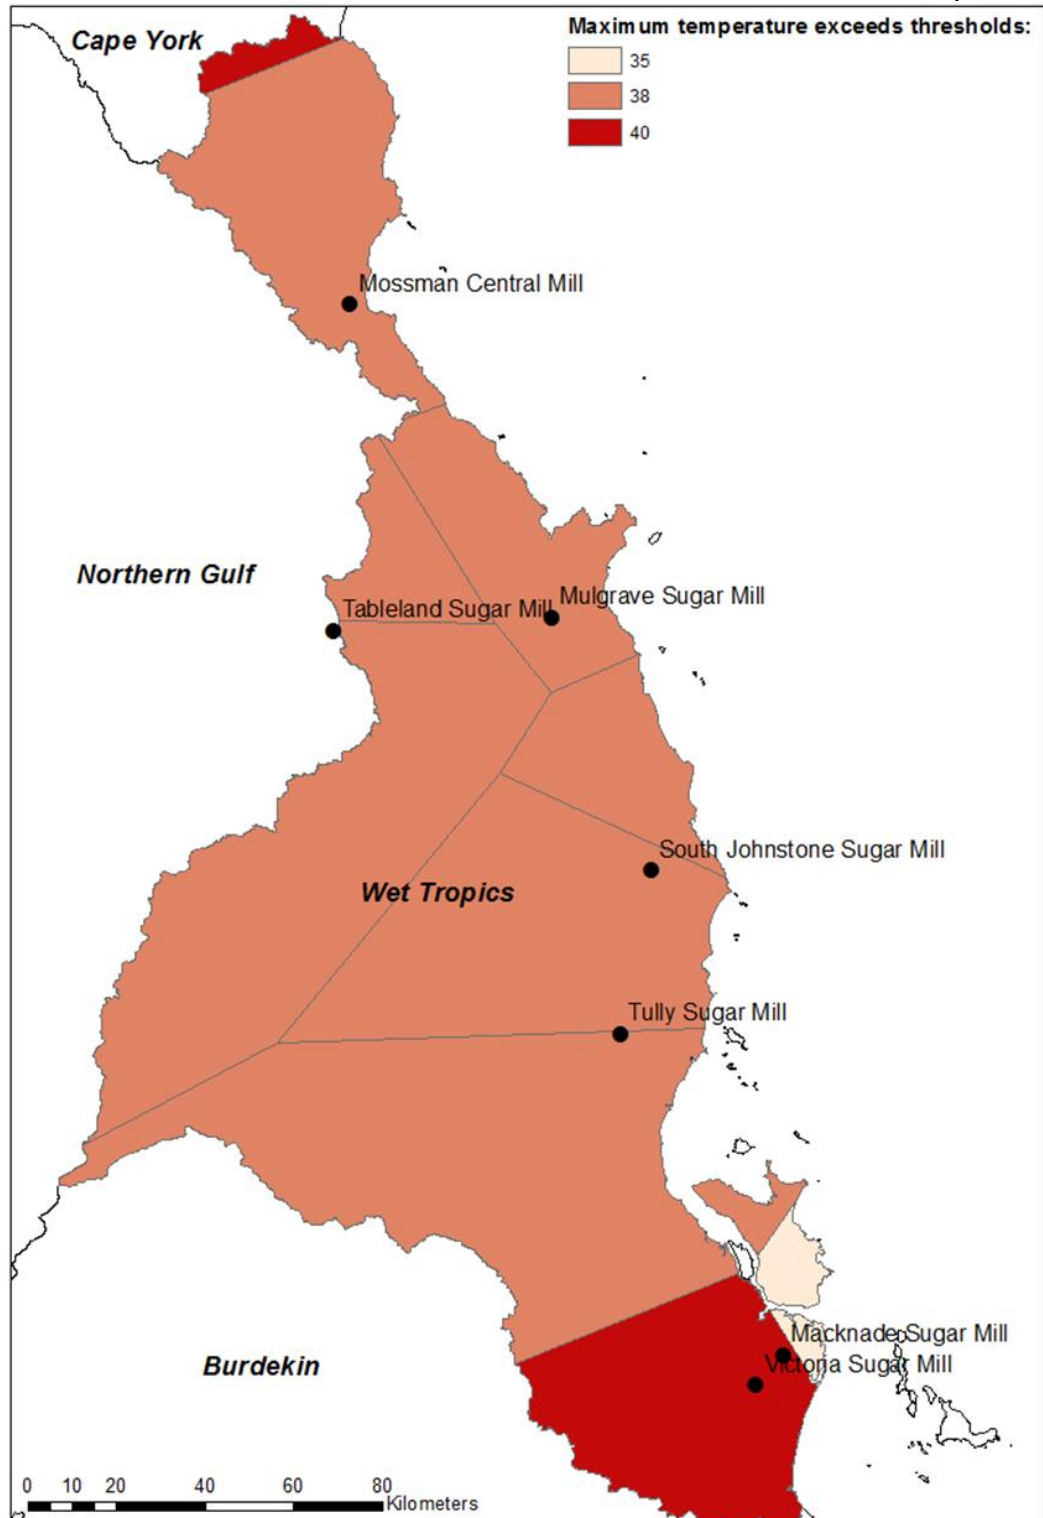 Cape York
Maximum temperature exceeds thresholds:
35
38
40
Mossman Central Mill
Northern Gulf
Mulgrave Sugar Mill
Tableland Sugar Mill
South Johnstone Sugar Mill
Wet Tropics
Tully Sugar Mill
Macknade Sugar Mill
Victoria Sugar Mill
Burdekin
0 10 20 40 60 80
Kilometers